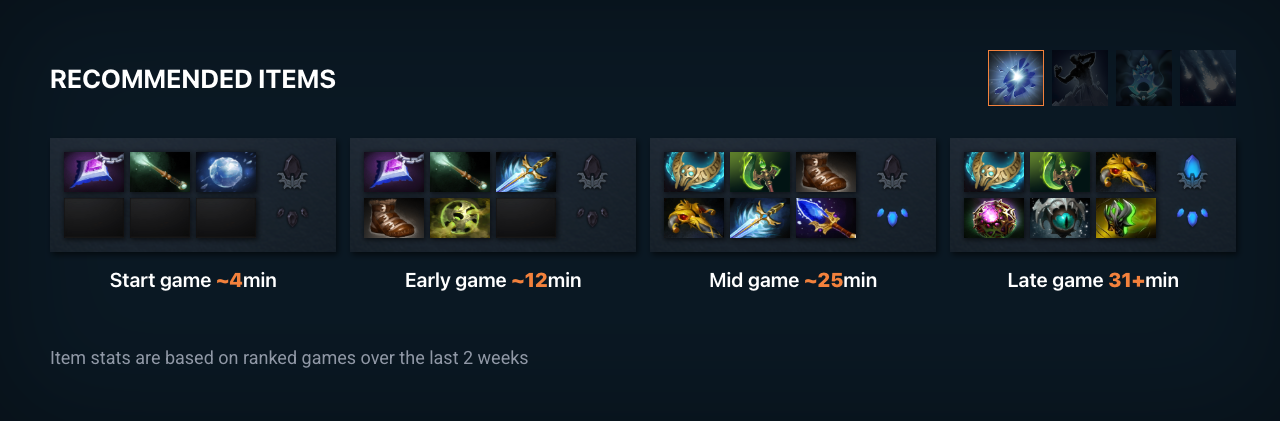 RECOMMENDED ITEMS
Start game ~4min
Early game ~12min
Mid game ~25min
Late game 31+min
Item stats are based on ranked games over the last 2 weeks